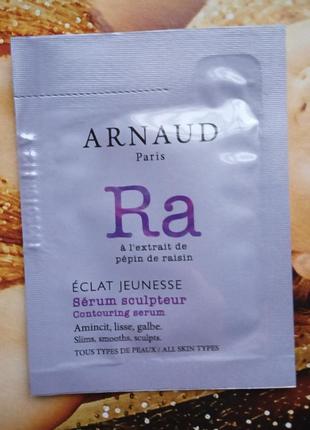 ARNAUD
Paris
Ra
à l'extrait de
pépin de raisin
ÉCLAT JEUNESSE
Sérum sculpteur
Contouring serum
Amincit, lisse, galbe.
Slims, smooths, sculpts.
TOUS TYPES DE PEAUX / ALL SKIN TYPES